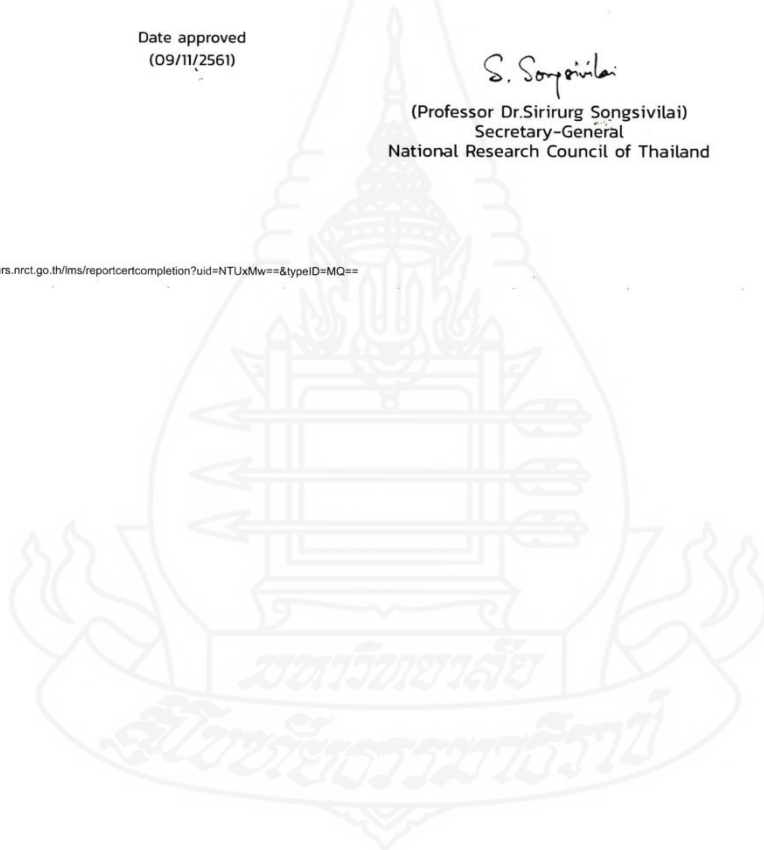 Date approved
(09/11/2561)
S. Songsivilai
(Professor Dr.Sirirurg Songsivilai)
Secretary-General
National Research Council of Thailand
rs.nrct.go.th/lms/reportcertcompletion?uid=NTUxMw==&typeID=MQ==
มหาวิทยาลัย
สุโขทัยธรรมาธิราช